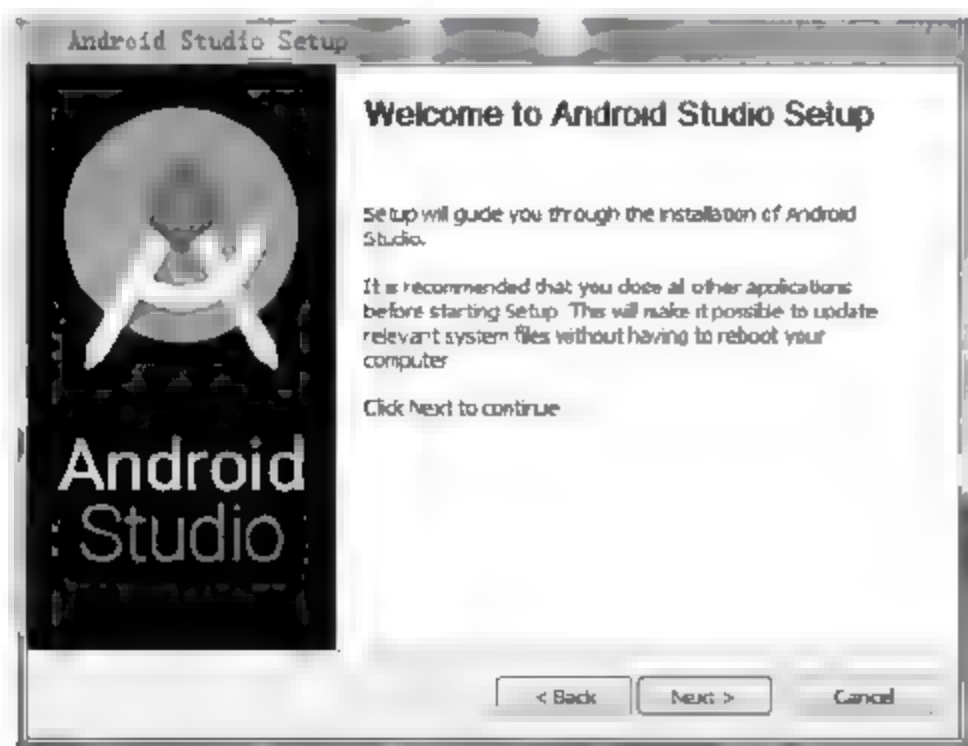 Android Studio Setup
Welcome to Android Studio Setup
Setup will guide you through the installation of Android
Studio.
It is recommended that you close all other applications
before starting Setup. This will make it possible to update
relevant system files without having to reboot your
computer
Click Next to continue
Android
Studio
< Back
Next >
Cancel